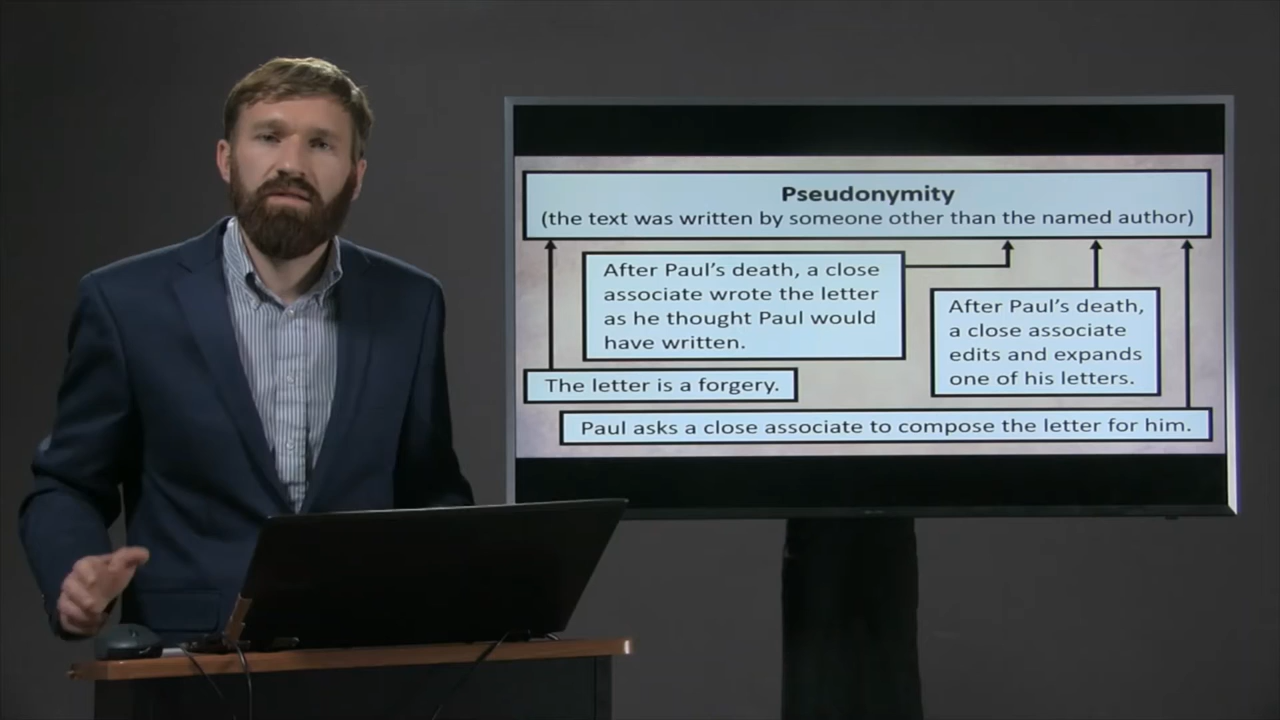 Pseudonymity
(the text was written by someone other than the named author)
After Paul's death, a close
associate wrote the letter
as he thought Paul would
have written.
After Paul's death,
a close associate
edits and expands
one of his letters.
The letter is a forgery.
Paul asks a close associate to compose the letter for him.